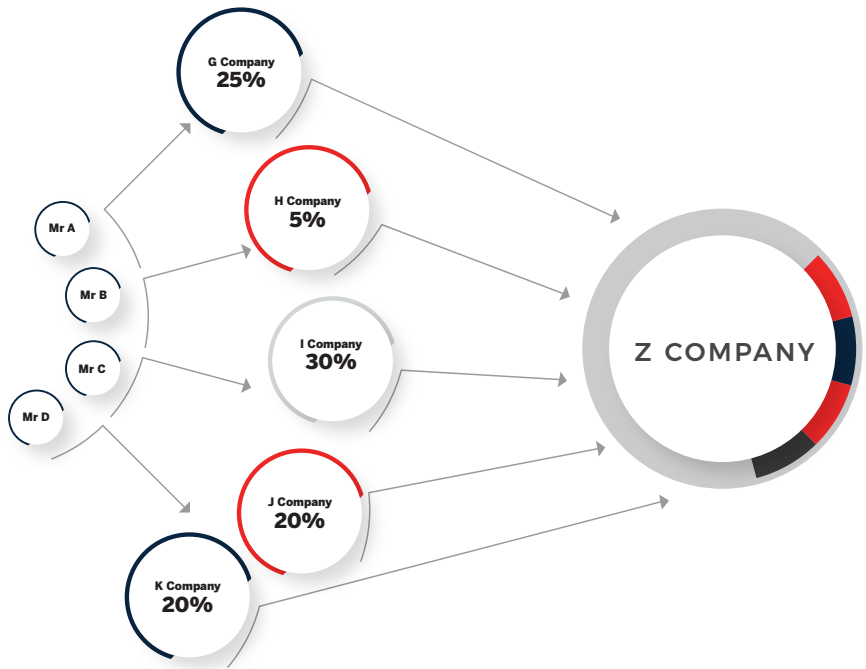 G Company
25%
H Company
5%
Mr A
Mr B
I Company
30%
Z COMPANY
Mr C
Mr D
J Company
20%
K Company
20%